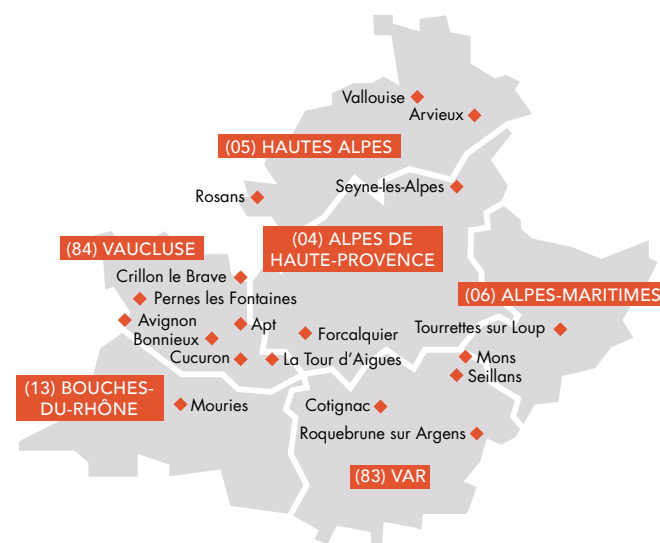 Vallouise
Arvieux
(05) HAUTES ALPES
Seyne-les-Alpes
Rosans
(84) VAUCLUSE
(04) ALPES DE
HAUTE-PROVENCE
Crillon le Brave
(06) ALPES-MARITIMES
Pernes les Fontaines
Avignon
Apt
Forcalquier
Tourrettes sur Loup
Bonnieux
Cucuron
La Tour d'Aigues
Mons
Seillans
(13) BOUCHES-
DU-RHÔNE
Mouries
Cotignac
Roquebrune sur Argens
(83) VAR